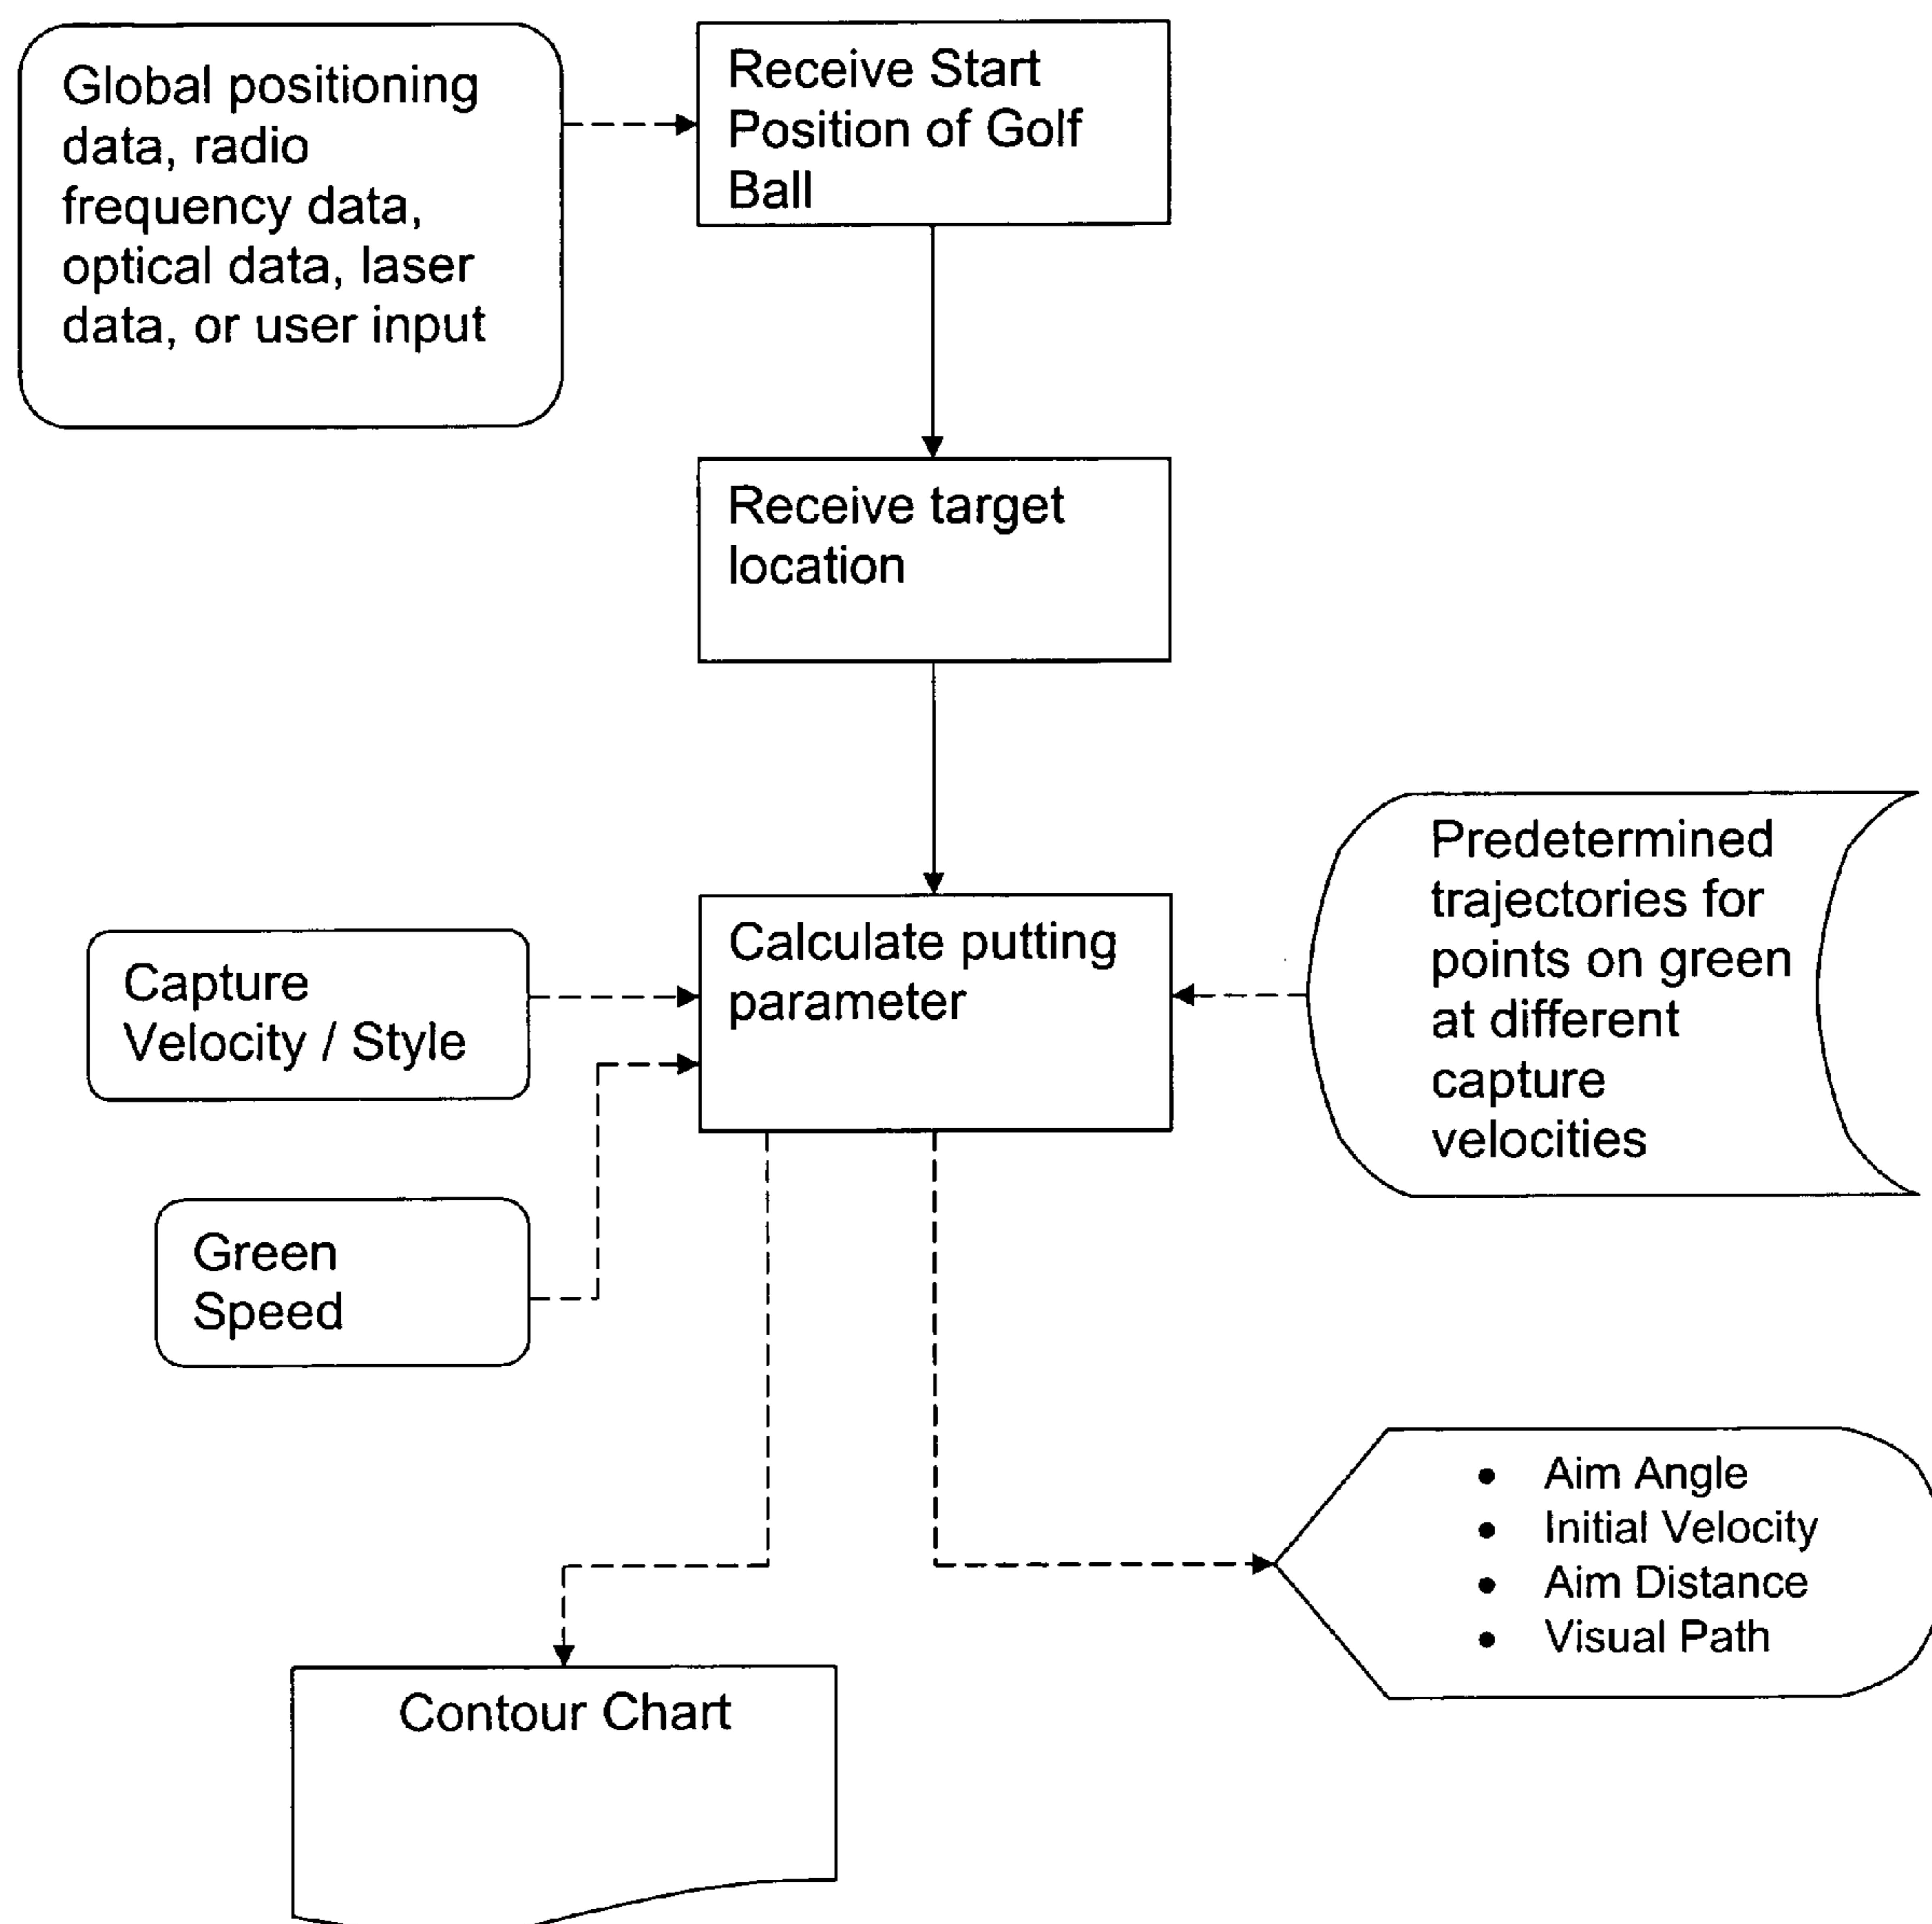 Global positioning
data, radio
frequency data,
optical data, laser
data, or user input
Receive Start
Position of Golf
Ball
Receive target
location
Calculate putting
parameter
Capture
Velocity / Style
Green
Speed
Predetermined
trajectories for
points on green
at different
capture
velocities
• Aim Angle
• Initial Velocity
• Aim Distance
• Visual Path
Contour Chart